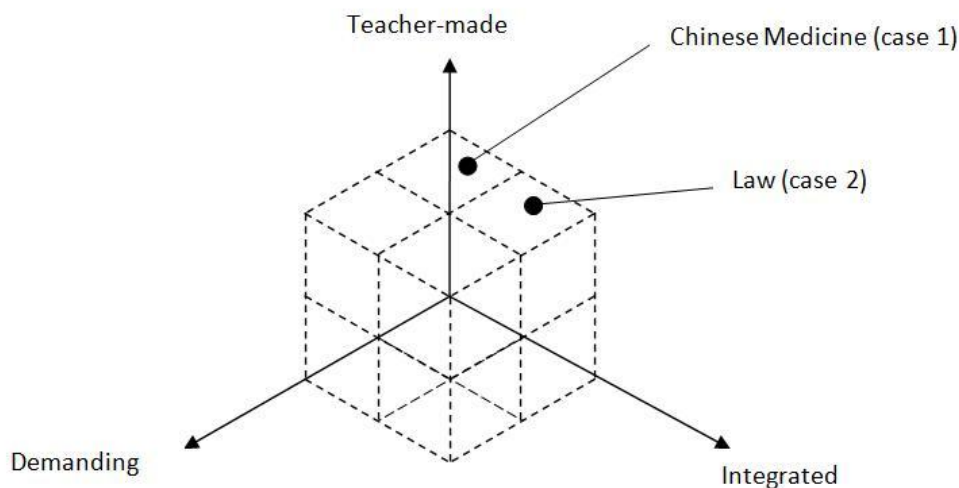 Teacher-made
Chinese Medicine (case 1)
Law (case 2)
Demanding
Integrated